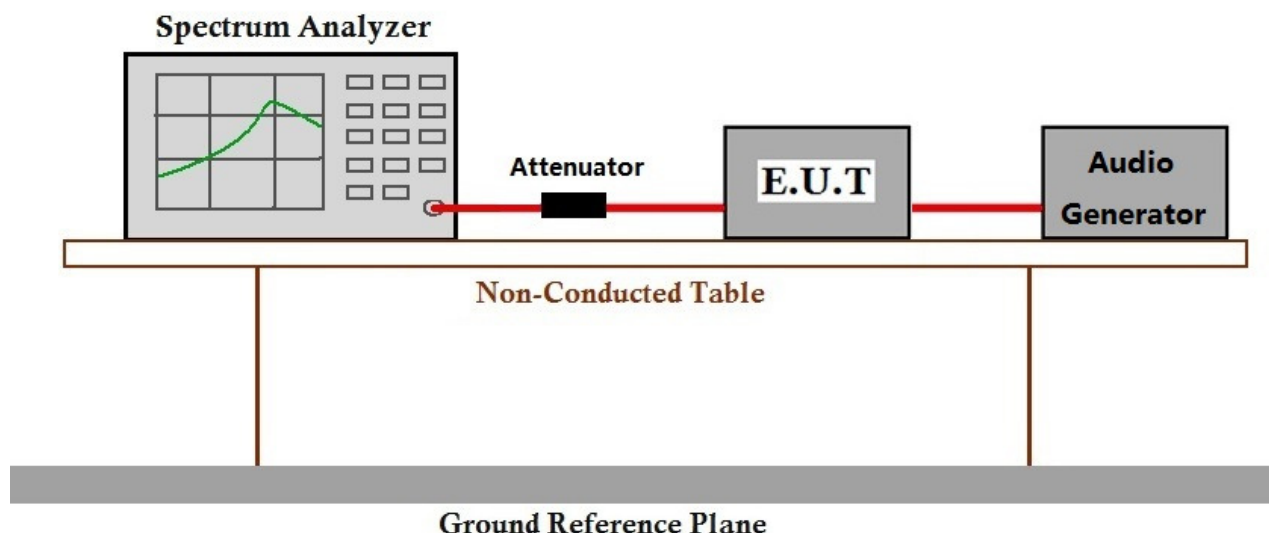 Spectrum Analyzer
Attenuator
E.U.T
Audio
Generator
Non-Conducted Table
Ground Reference Plane